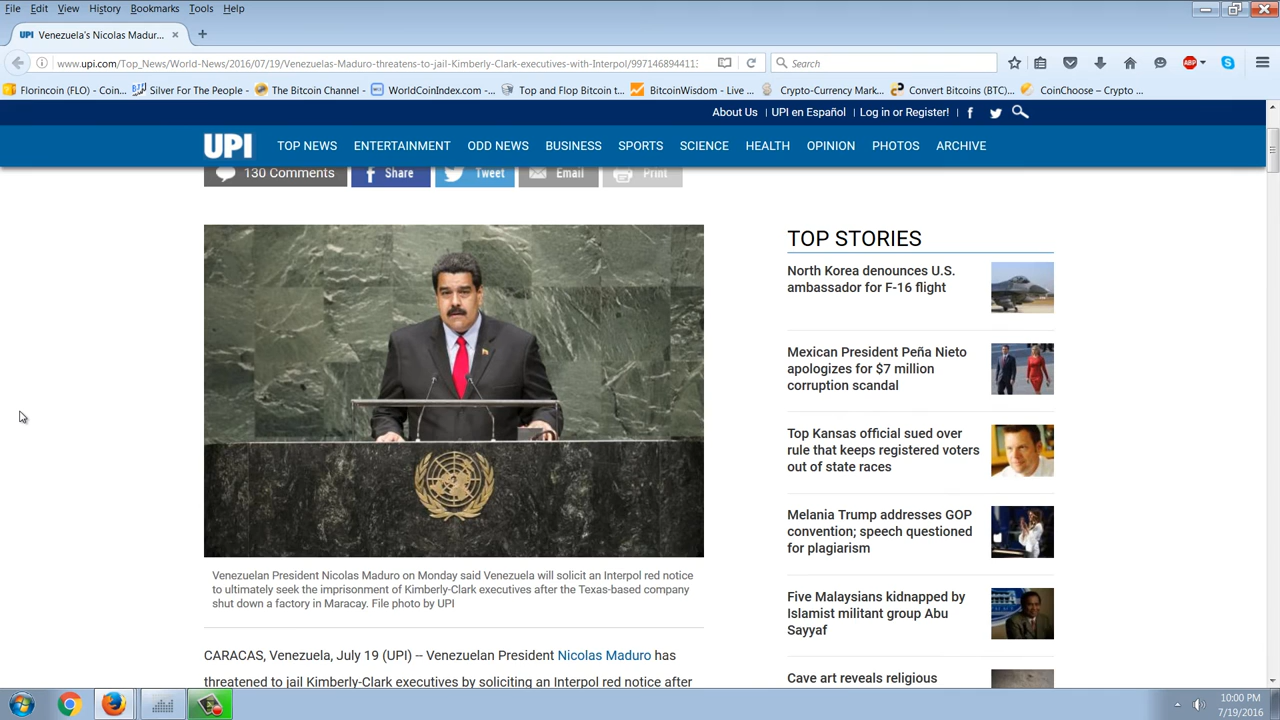 File Edit View History Bookmarks Tools Help
UPI Venezuela's Nicolas Madur...
www.upi.com/Top_News/World-News/2016/07/19/Venezuelas-Maduro-threatens-to-jail-Kimberly-Clark-executives-with-Interpol/9971468944113 Search
ABP
Florincoin (FLO) - Coin... Silver For The People - The Bitcoin Channel - WorldCoinIndex.com -... Top and Flop Bitcoin t... BitcoinWisdom - Live ... Crypto-Currency Mark... Convert Bitcoins (BTC)... CoinChoose – Crypto ...
About Us | UPI en Español | Log in or Register! |
UPI TOP NEWS ENTERTAINMENT ODD NEWS BUSINESS SPORTS SCIENCE HEALTH OPINION PHOTOS ARCHIVE
130 Comments Share Tweet Email Print
TOP STORIES
North Korea denounces U.S.
ambassador for F-16 flight
Mexican President Peña Nieto
apologizes for $7 million
corruption scandal
Top Kansas official sued over
rule that keeps registered voters
out of state races
Melania Trump addresses GOP
convention; speech questioned
for plagiarism
Five Malaysians kidnapped by
Islamist militant group Abu
Sayyaf
Cave art reveals religious
Venezuelan President Nicolas Maduro on Monday said Venezuela will solicit an Interpol red notice
to ultimately seek the imprisonment of Kimberly-Clark executives after the Texas-based company
shut down a factory in Maracay. File photo by UPI
CARACAS, Venezuela, July 19 (UPI) -- Venezuelan President Nicolas Maduro has
threatened to jail Kimberly-Clark executives by soliciting an Interpol red notice after
10:00 PM
7/19/2016